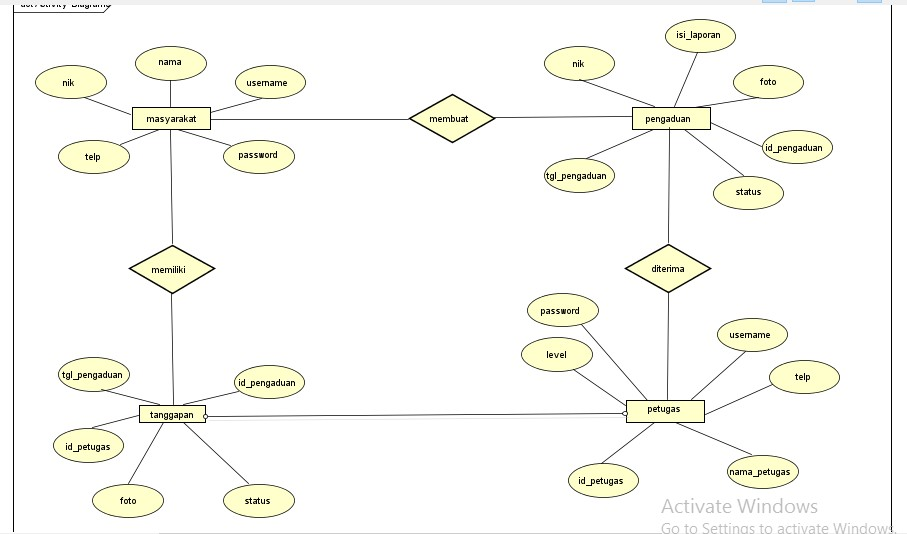 isi_laporan
nama
nik
foto
nik
username
masyarakat
membuat
pengaduan
id_pengaduan
telp
password
tgl_pengaduan
status
memiliki
diterima
password
username
level
tgl_pengaduan
id_pengaduan
telp
tanggapan
petugas
id_petugas
nama_petugas
id_petugas
foto
status
Activate Windows
Go to Settings to activate Windows.